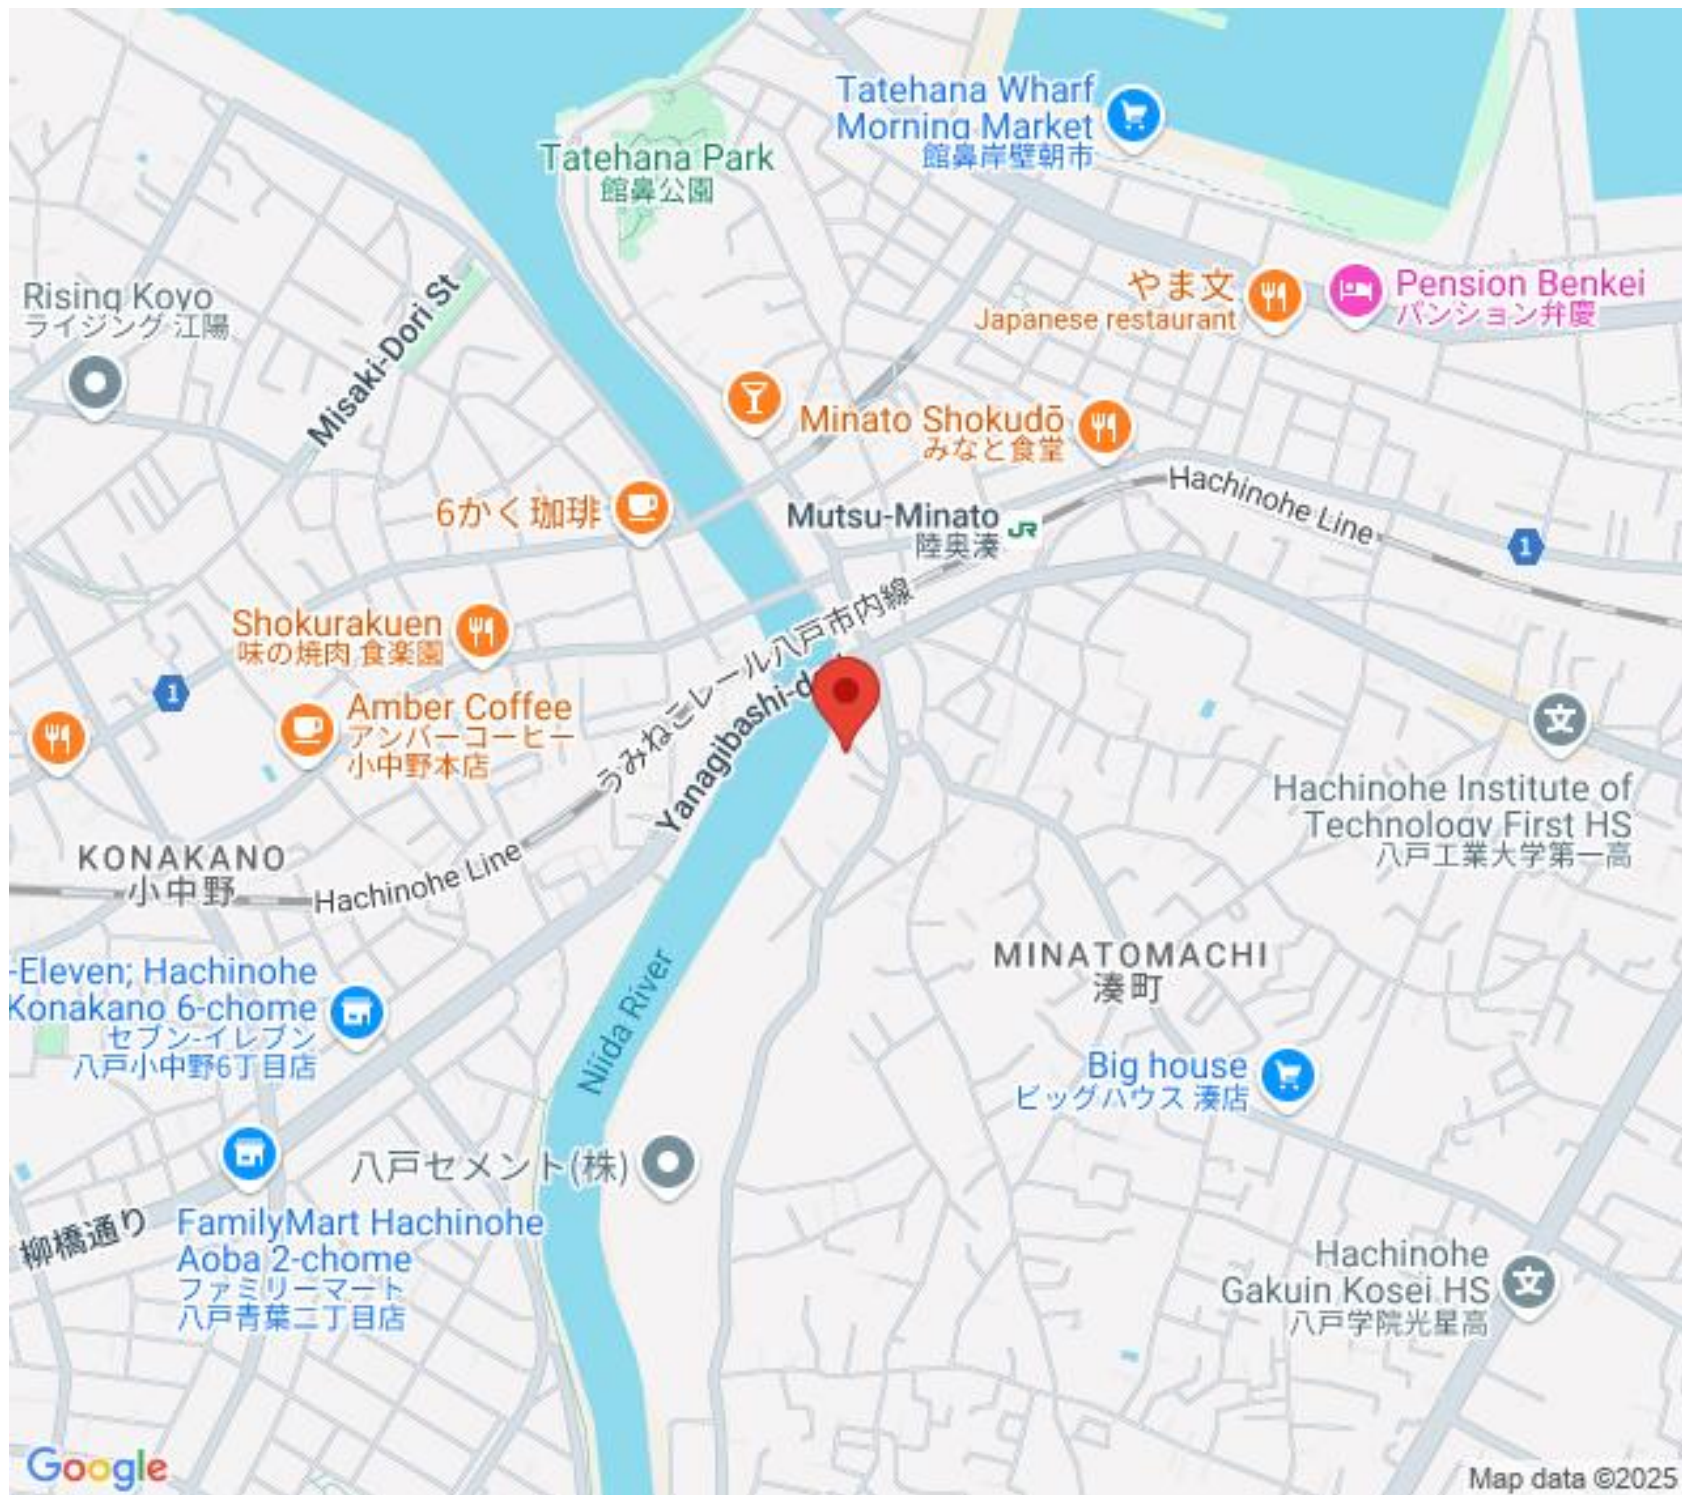 Tatehana Wharf
Morning Market
館鼻岸壁朝市
Tatehana Park
館鼻公園
やま文
Japanese restaurant
Pension Benkei
パンション弁慶
Rising Koyo
ライジング 江陽
Misaki-Dori St
Minato Shokudō
みなと食堂
6かく珈琲
Mutsu-Minato
陸奥湊
JR
Hachinohe Line
1
うみねこレール八戸市内線
Shokurakuen
味の焼肉 食楽園
1
Amber Coffee
アンバーコーヒー
小中野本店
Yanagibashi-d
文
Hachinohe Institute of
Technology First HS
八戸工業大学第一高
KONAKANO
小中野
Hachinohe Line
MINATOMACHI
湊町
-Eleven; Hachinohe
Konakano 6-chome
セブン-イレブン
八戸小中野6丁目店
Niida River
Big house
ビッグハウス 湊店
八戸セメント(株)
柳橋通り
FamilyMart Hachinohe
Aoba 2-chome
ファミリーマート
八戸青葉二丁目店
Hachinohe
Gakuin Kosei HS
八戸学院光星高
文
Google
Map data ©2025